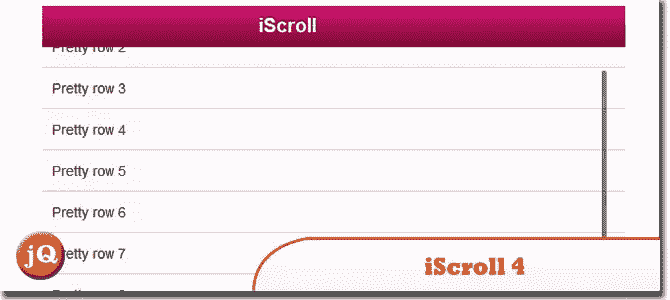 iScroll
Pretty row 2
Pretty row 3
Pretty row 4
Pretty row 5
Pretty row 6
retty row 7
jQ
iScroll 4